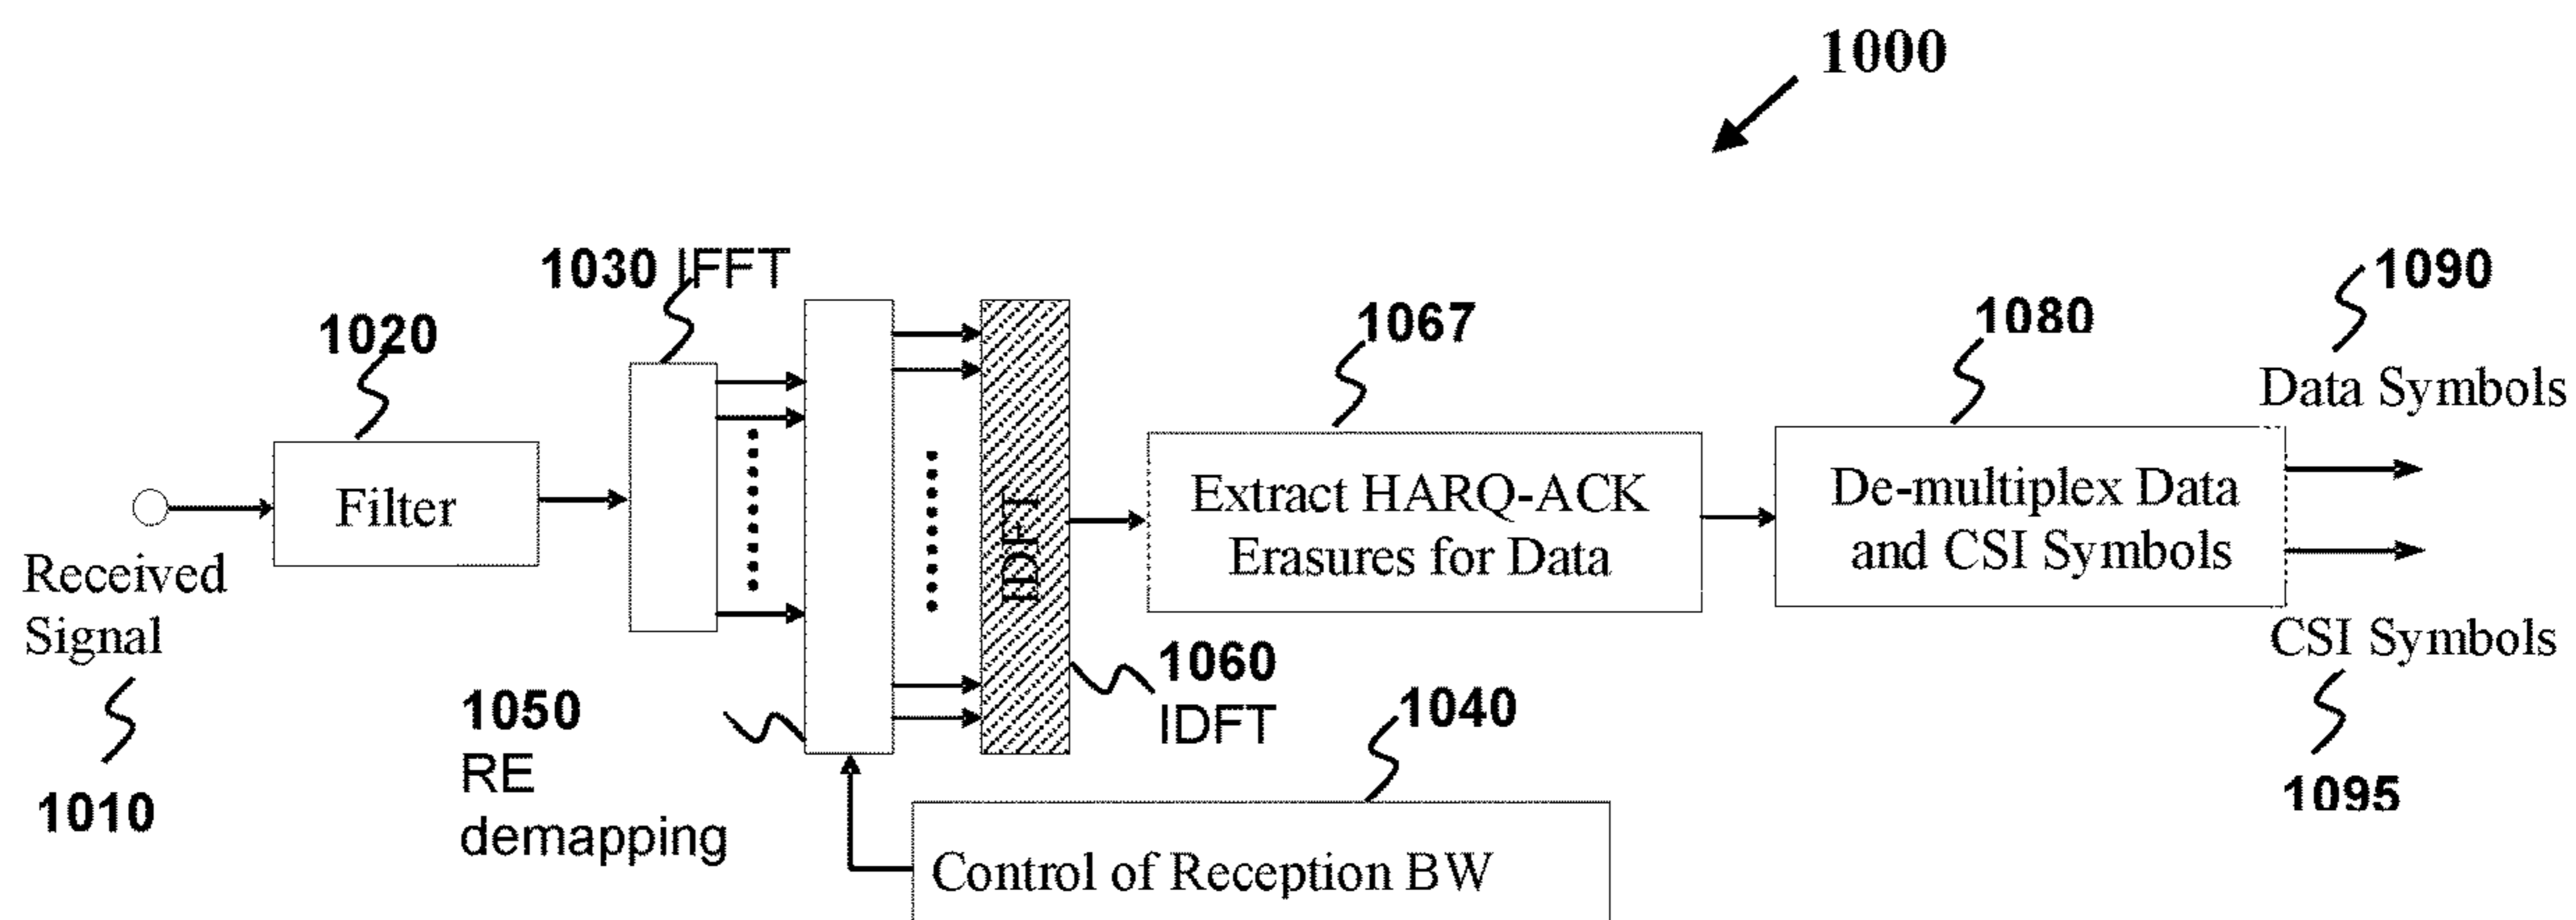 1000
1030 IFFT
1020
1067
1080
1090
Data Symbols
Received
Signal
1010
Filter
1050
RE
demapping
IDFT
1060
IDFT
Extract HARQ-ACK
Erasures for Data
De-multiplex Data
and CSI Symbols
CSI Symbols
1095
1040
Control of Reception BW